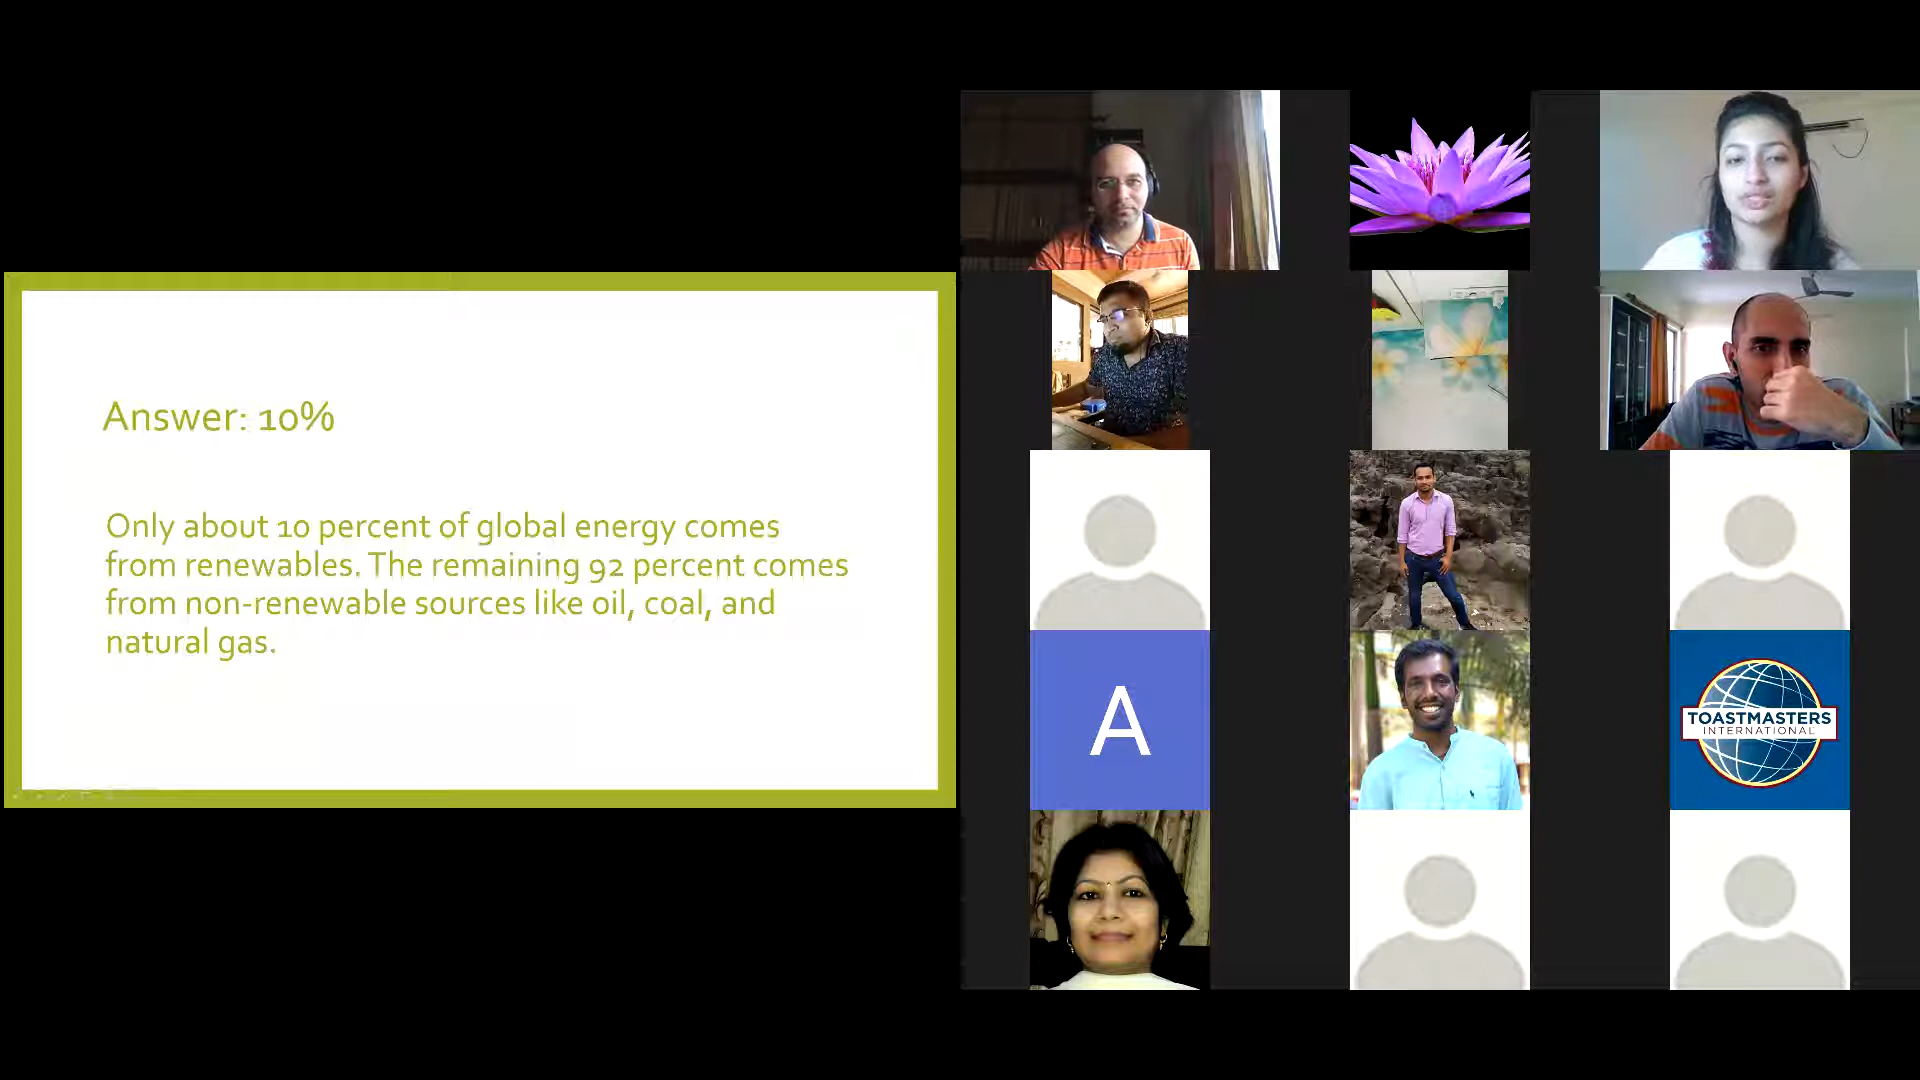 Answer: 10%
Only about 10 percent of global energy comes
from renewables. The remaining 92 percent comes
from non-renewable sources like oil, coal, and
natural gas.
A
TOASTMASTERS
INTERNATIONAL